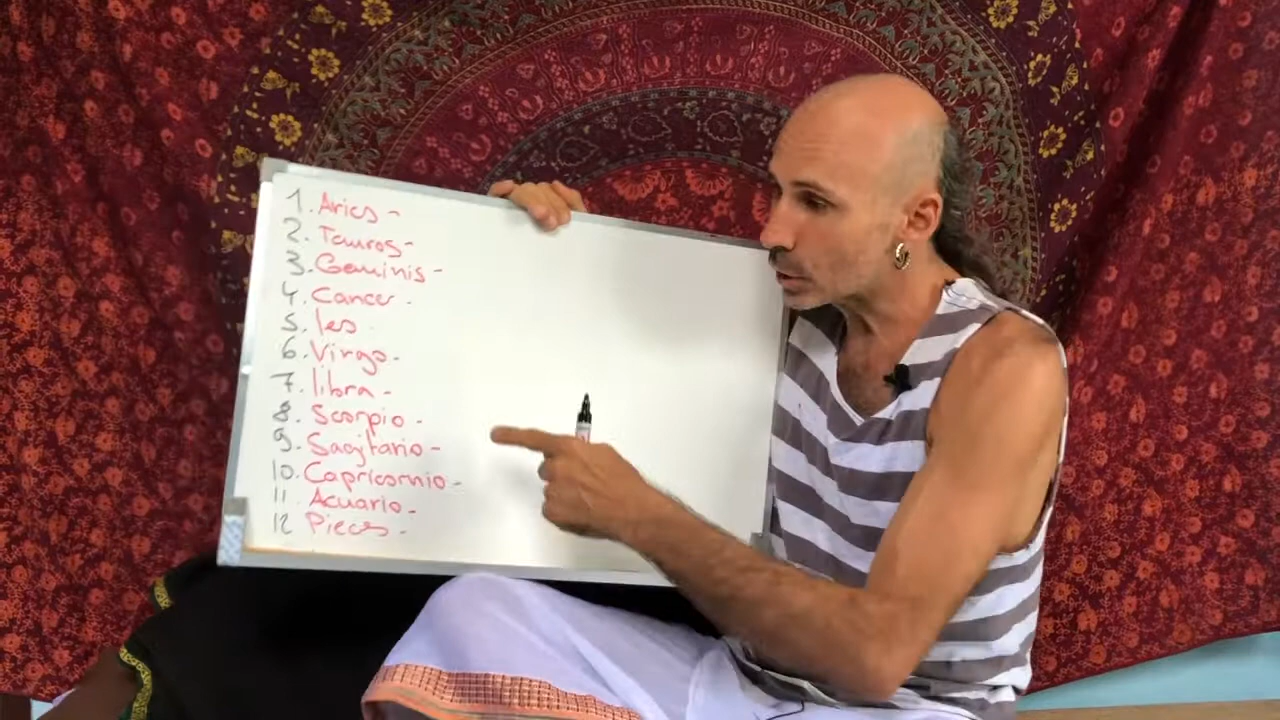 1. Aries -
2. Tauros -
3. Geminis -
4. Cancer -
5. leo
6. Virgo -
7. libra -
8. Scorpio -
9. Sagitario -
10. Capricornio -
11 Acuario -
12 Pieces -